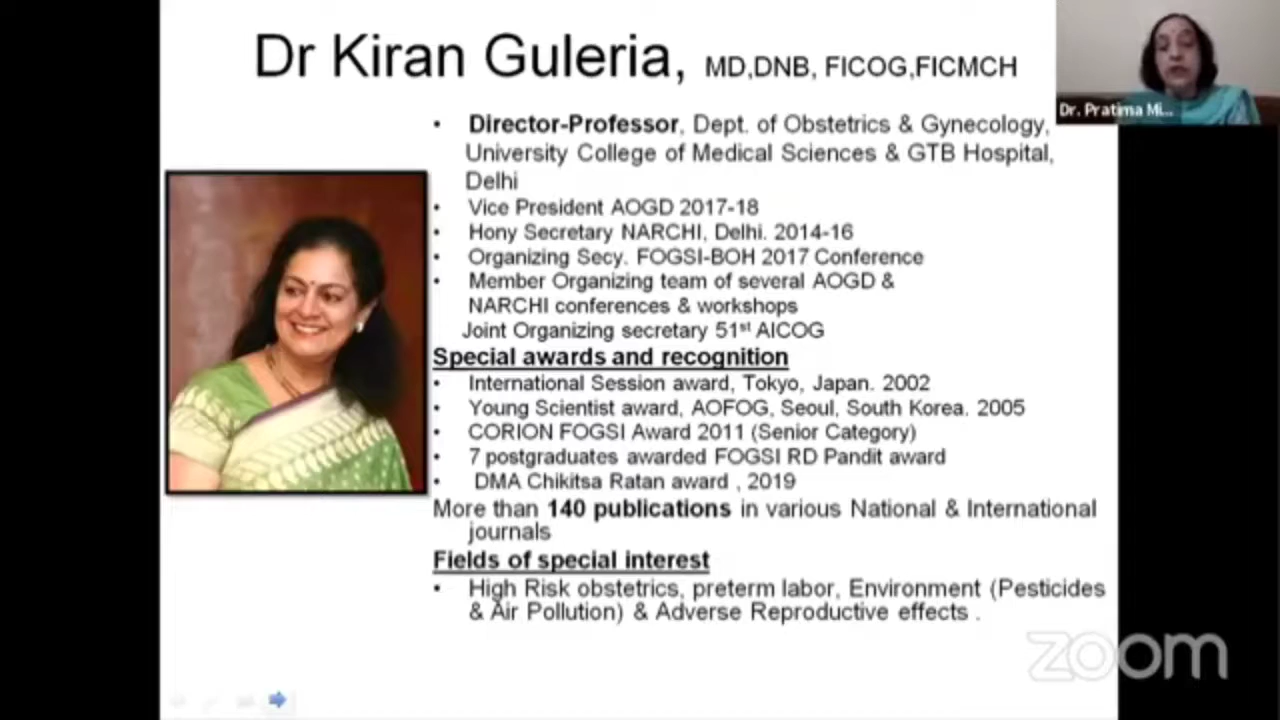 Dr Kiran Guleria, MD,DNB, FICOG,FICMCH
Dr. Pratima Mi...
• Director-Professor, Dept. of Obstetrics & Gynecology,
University College of Medical Sciences & GTB Hospital,
Delhi
• Vice President AOGD 2017-18
• Hony Secretary NARCHI, Delhi. 2014-16
• Organizing Secy. FOGSI-BOH 2017 Conference
• Member Organizing team of several AOGD &
NARCHI conferences & workshops
Joint Organizing secretary 51st AICOG
Special awards and recognition
• International Session award, Tokyo, Japan. 2002
• Young Scientist award, AOFOG, Seoul, South Korea. 2005
• CORION FOGSI Award 2011 (Senior Category)
• 7 postgraduates awarded FOGSI RD Pandit award
• DMA Chikitsa Ratan award , 2019
More than 140 publications in various National & International
journals
Fields of special interest
• High Risk obstetrics, preterm labor, Environment (Pesticides
& Air Pollution) & Adverse Reproductive effects .
zoom